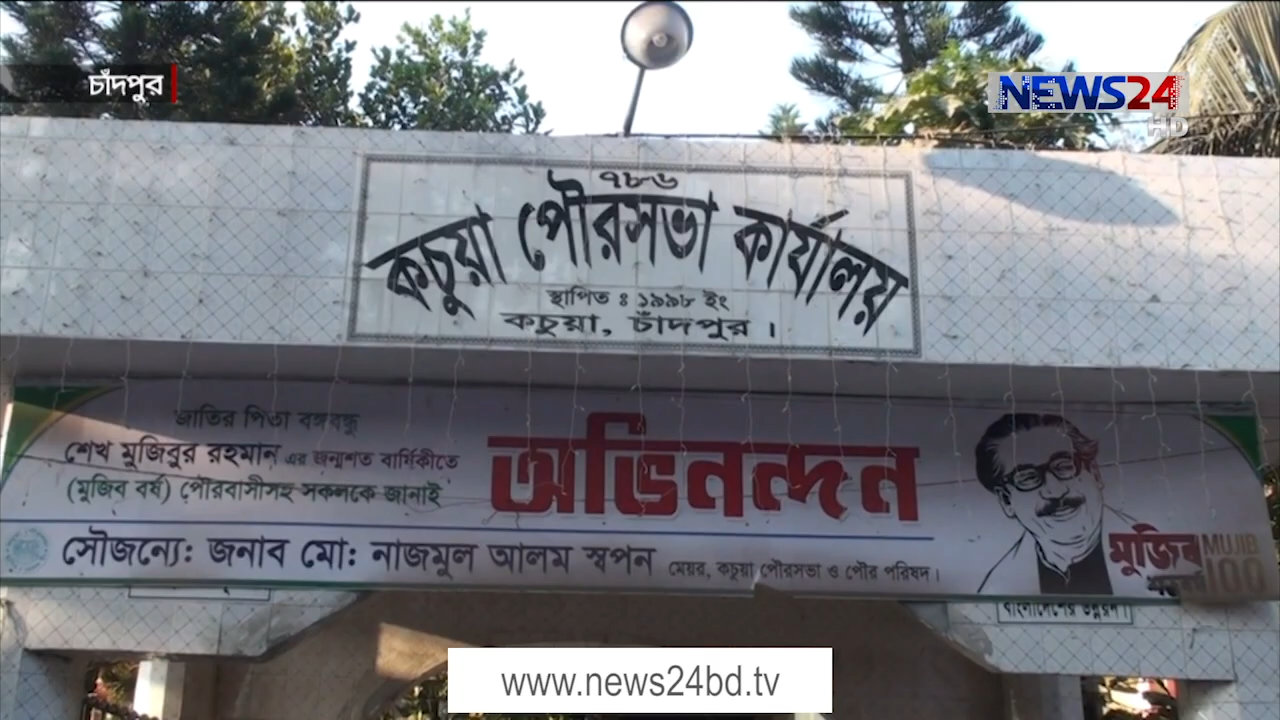 চাঁদপুর
NEWS24
HD
৭৮৬
কচুয়া পৌরসভা কার্যালয়
স্থাপিত ঃ ১৯৯৮ ইং
কচুয়া, চাঁদপুর ।
জাতির পিতা বঙ্গবন্ধু
শেখ মুজিবুর রহমান এর জন্মশত বার্ষিকীতে
(মুজিব বর্ষ) পৌরবাসীসহ সকলকে জানাই
অভিনন্দন
সৌজন্যে: জনাব মো: নাজমুল আলম স্বপন মেয়র, কচুয়া পৌরসভা ও পৌর পরিষদ।
মুজিব MUJIB
100
www.news24bd.tv